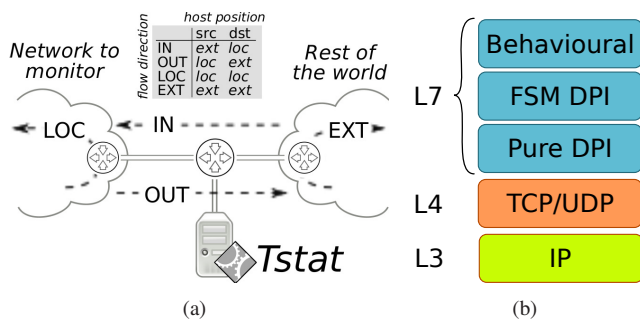 host position
src dst
flow direction
IN ext loc
OUT loc ext
LOC loc loc
EXT ext ext
Network to
monitor
Rest of
the world
LOC
IN
EXT
OUT
Tstat
(a)
L7
Behavioural
FSM DPI
Pure DPI
L4
TCP/UDP
L3
IP
(b)